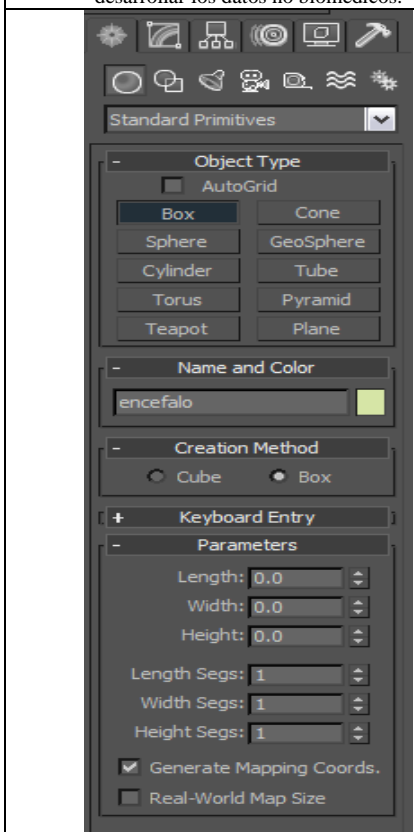 desarrollar los datos no biomédicos.
Standard Primitives
- Object Type
AutoGrid
Box Cone
Sphere GeoSphere
Cylinder Tube
Torus Pyramid
Teapot Plane
- Name and Color
encefalo
- Creation Method
Cube Box
+ Keyboard Entry
- Parameters
Length: 0.0
Width: 0.0
Height: 0.0
Length Segs: 1
Width Segs: 1
Height Segs: 1
Generate Mapping Coords.
Real-World Map Size